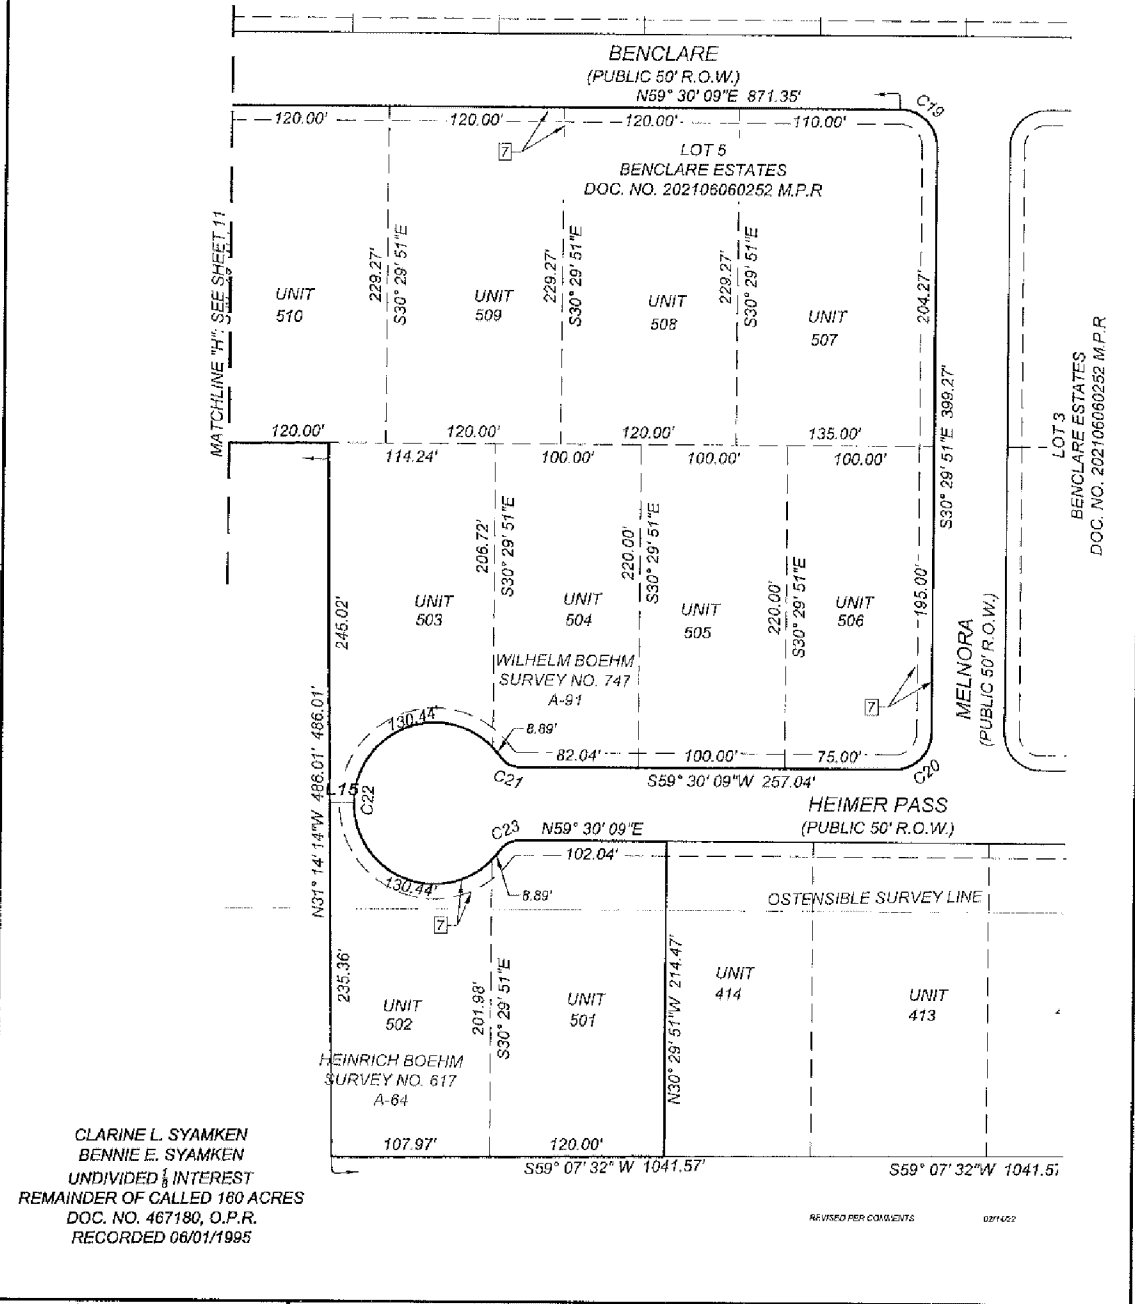 BENCLARE
(PUBLIC 50' R.O.W.)
N59° 30' 09"E 871.35'
C19
120.00'
120.00'
120.00'
110.00'
7
LOT 5
BENCLARE ESTATES
DOC. NO. 202106060252 M.P.R
MATCHLINE "H": SEE SHEET 11
229.27'
S30° 29' 51"E
229.27'
S30° 29' 51"E
229.27'
S30° 29' 51"E
204.27'
UNIT
510
UNIT
509
UNIT
508
UNIT
507
S30° 29' 51"E 399.27'
LOT 3
BENCLARE ESTATES
DOC. NO. 202106060252 M.P.R
120.00'
120.00'
120.00'
135.00'
114.24'
100.00'
100.00'
100.00'
245.02'
206.72'
S30° 29' 51"E
220.00'
S30° 29' 51"E
220.00'
S30° 29' 51"E
195.00'
UNIT
503
UNIT
504
UNIT
505
UNIT
506
WILHELM BOEHM
SURVEY NO. 747
A-91
7
MELNORA
(PUBLIC 50' R.O.W.)
130.44'
8.89'
82.04'
100.00'
75.00'
C21
S59° 30' 09"W 257.04'
C20
L15
C22
N31° 14' 14"W 486.01' 486.01'
HEIMER PASS
(PUBLIC 50' R.O.W.)
C23
N59° 30' 09"E
102.04'
130.44'
8.89'
7
OSTENSIBLE SURVEY LINE
235.36'
201.98'
S30° 29' 51"E
N30° 29' 51"W 214.47'
UNIT
502
UNIT
501
UNIT
414
UNIT
413
HEINRICH BOEHM
SURVEY NO. 617
A-64
107.97'
120.00'
S59° 07' 32" W 1041.57'
S59° 07' 32"W 1041.57
CLARINE L. SYAMKEN
BENNIE E. SYAMKEN
UNDIVIDED INTEREST
REMAINDER OF CALLED 160 ACRES
DOC. NO. 467180, O.P.R.
RECORDED 06/01/1995
REVISED PER COMMENTS